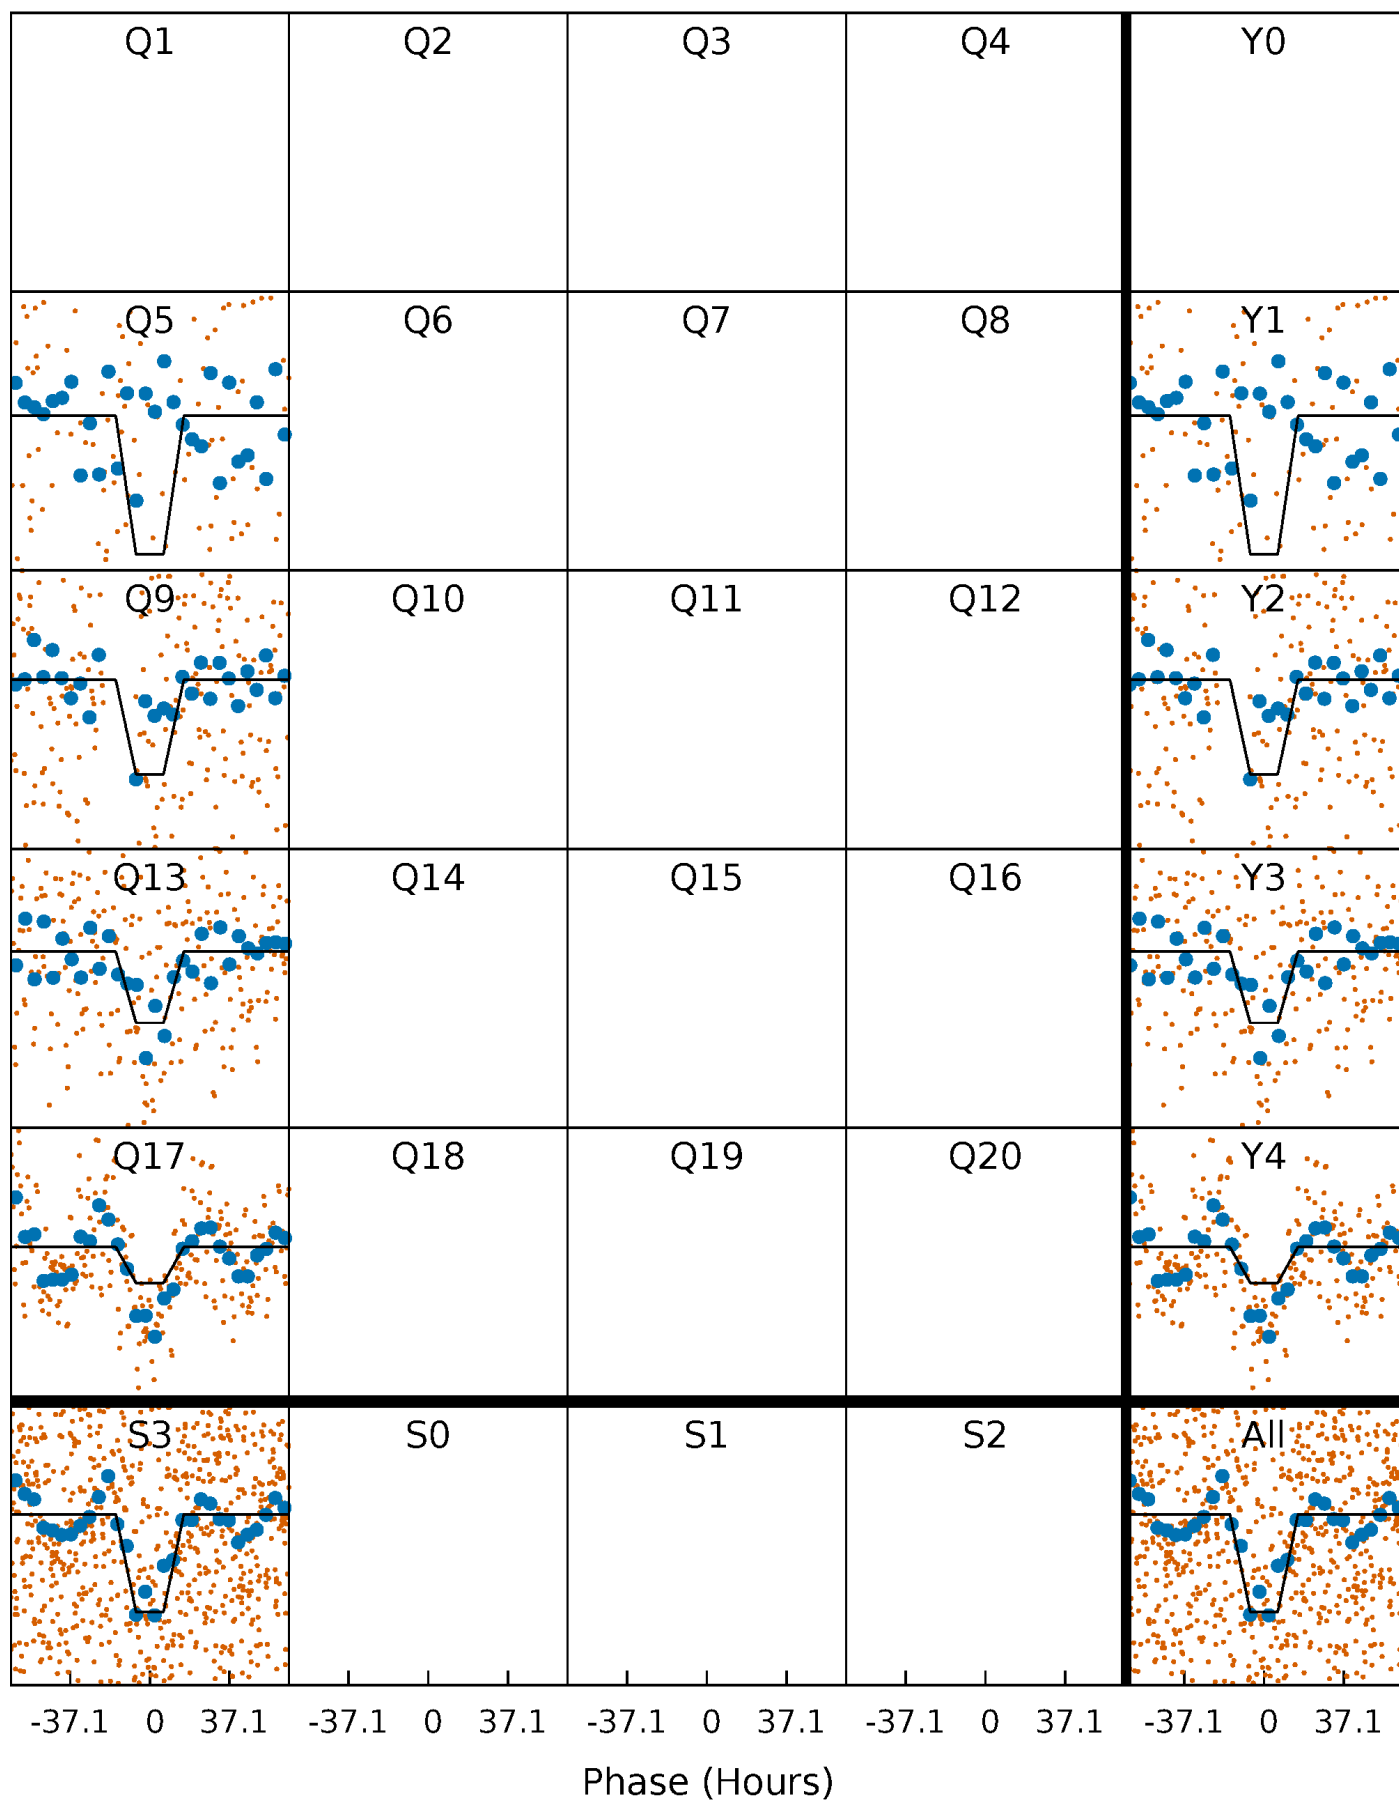 Q1 Q2 Q3 Q4 Y0
Q5 Q6 Q7 Q8 Y1
Q9 Q10 Q11 Q12 Y2
Q13 Q14 Q15 Q16 Y3
Q17 Q18 Q19 Q20 Y4
S3 S0 S1 S2 All
-37.1 0 37.1 -37.1 0 37.1 -37.1 0 37.1 -37.1 0 37.1 -37.1 0 37.1
Phase (Hours)